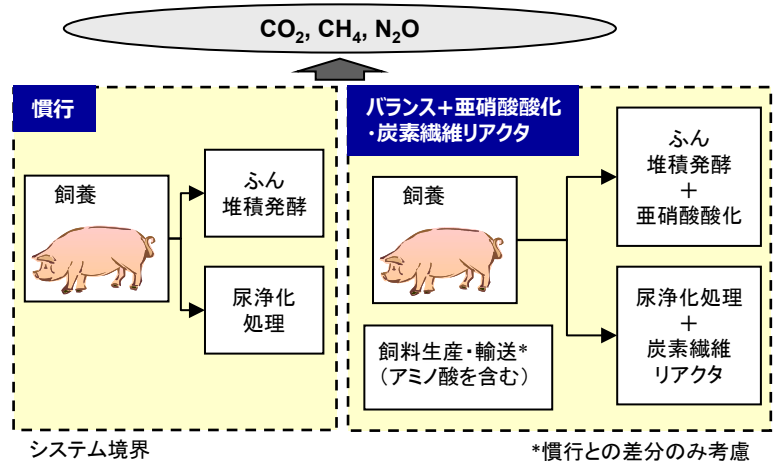 CO₂, CH₄, N₂O
慣行
飼養
ふん
堆積発酵
尿浄化
処理
バランス＋亜硝酸酸化
・炭素繊維リアクタ
飼養
飼料生産・輸送*
（アミノ酸を含む）
ふん
堆積発酵
＋
亜硝酸酸化
尿浄化処理
＋
炭素繊維
リアクタ
システム境界
*慣行との差分のみ考慮